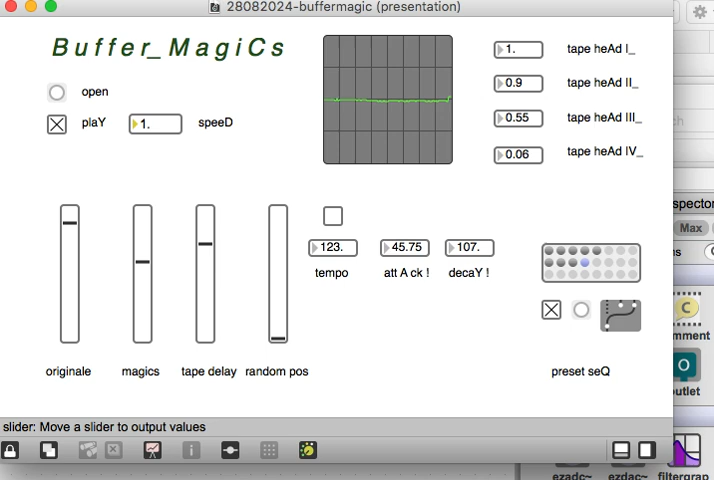 28082024-buffermagic (presentation)
Buffer_MagiCs
open
plaY
1.
speeD
1.
tape heAd I_
0.9
tape heAd II_
0.55
tape heAd III_
0.06
tape heAd IV_
123.
45.75
107.
tempo
att A ck !
decaY !
originale
magics
tape delay
random pos
preset seQ
slider: Move a slider to output values
Max
C
mment
O
utlet
ezadc~
ezdac~
filtergrap